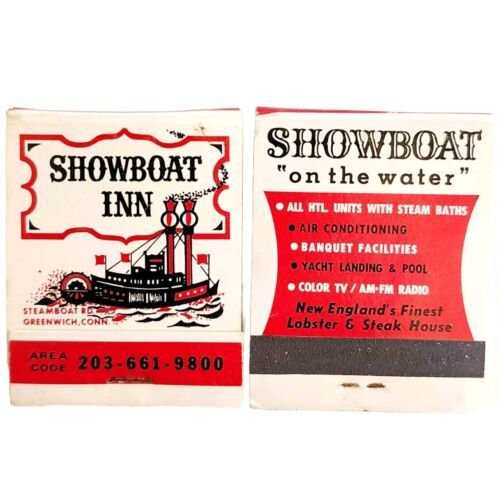 SHOWBOAT
INN
STEAMBOAT RD.
GREENWICH, CONN.
AREA
CODE 203-661-9800
SHOWBOAT
"on the water"
• ALL HTL. UNITS WITH STEAM BATHS
• AIR CONDITIONING
• BANQUET FACILITIES
• YACHT LANDING & POOL
• COLOR TV / AM-FM RADIO
New England's Finest
Lobster & Steak House